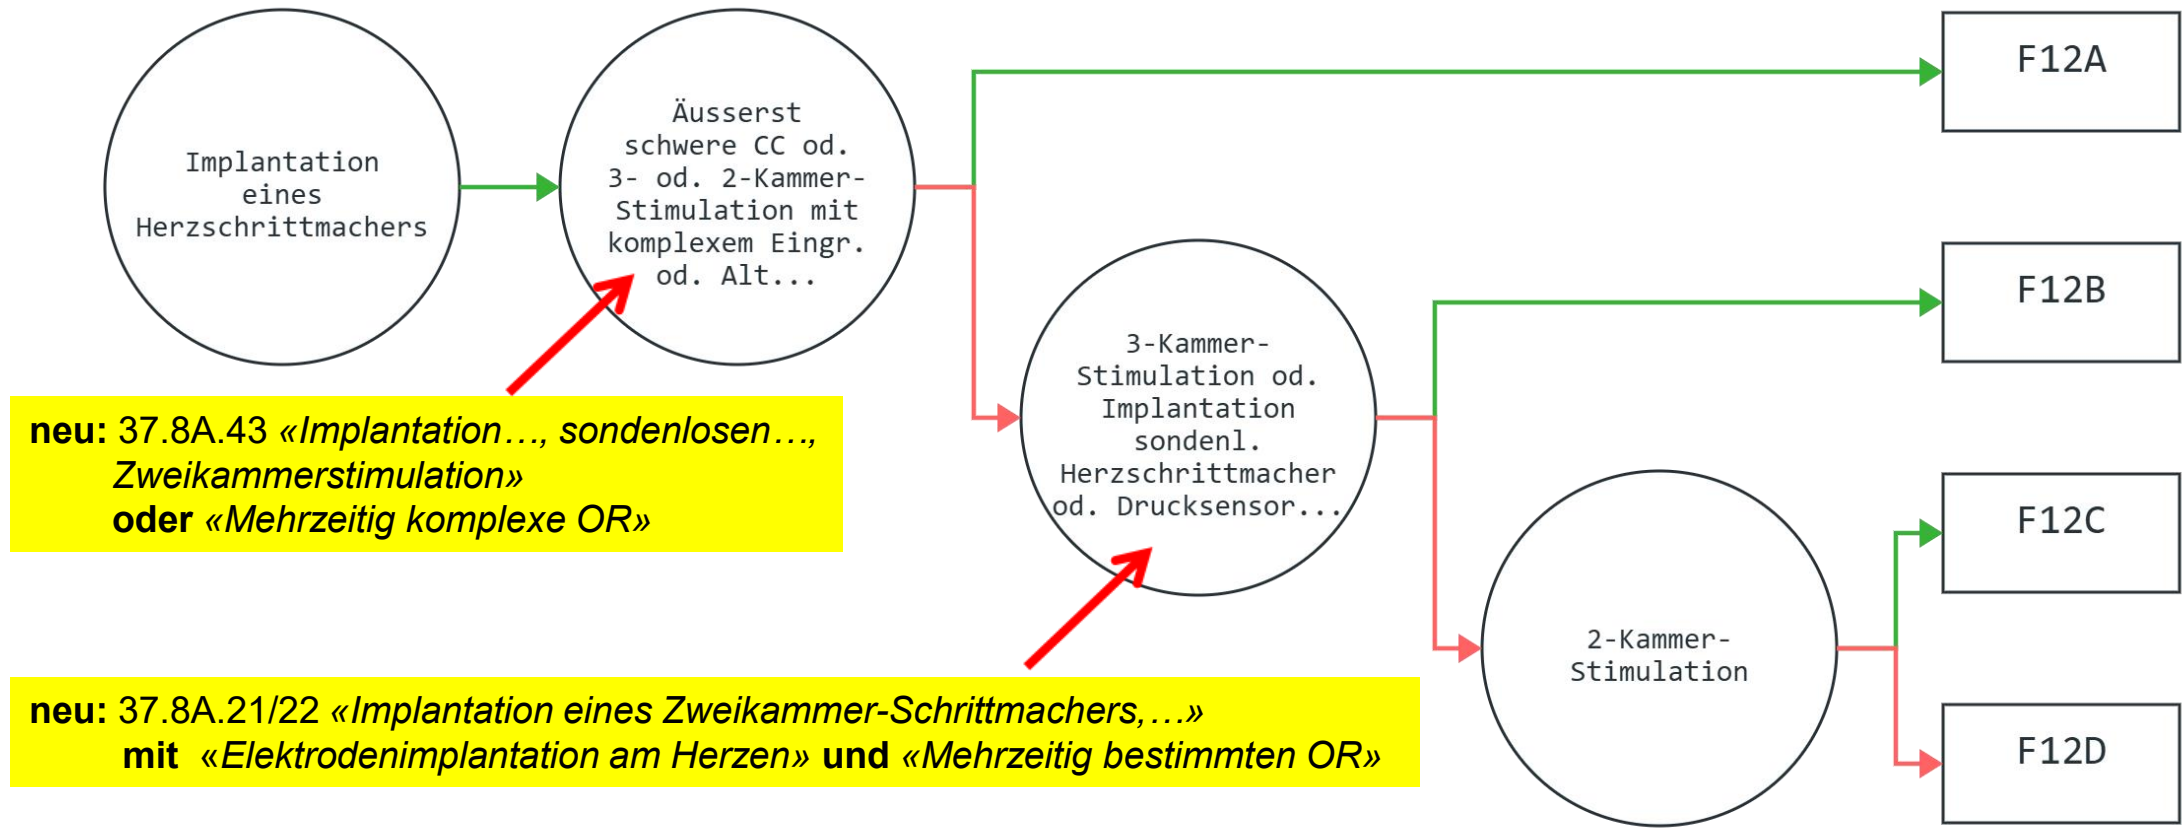 Implantation
eines
Herzschrittmachers
Äusserst
schwere CC od.
3- od. 2-Kammer-
Stimulation mit
komplexem Eingr.
od. Alt...
F12A
neu: 37.8A.43 «Implantation…, sondenlosen…,
Zweikammerstimulation»
oder «Mehrzeitig komplexe OR»
3-Kammer-
Stimulation od.
Implantation
sondenl.
Herzschrittmacher
od. Drucksensor...
F12B
neu: 37.8A.21/22 «Implantation eines Zweikammer-Schrittmachers,…»
mit «Elektrodenimplantation am Herzen» und «Mehrzeitig bestimmten OR»
2-Kammer-
Stimulation
F12C
F12D